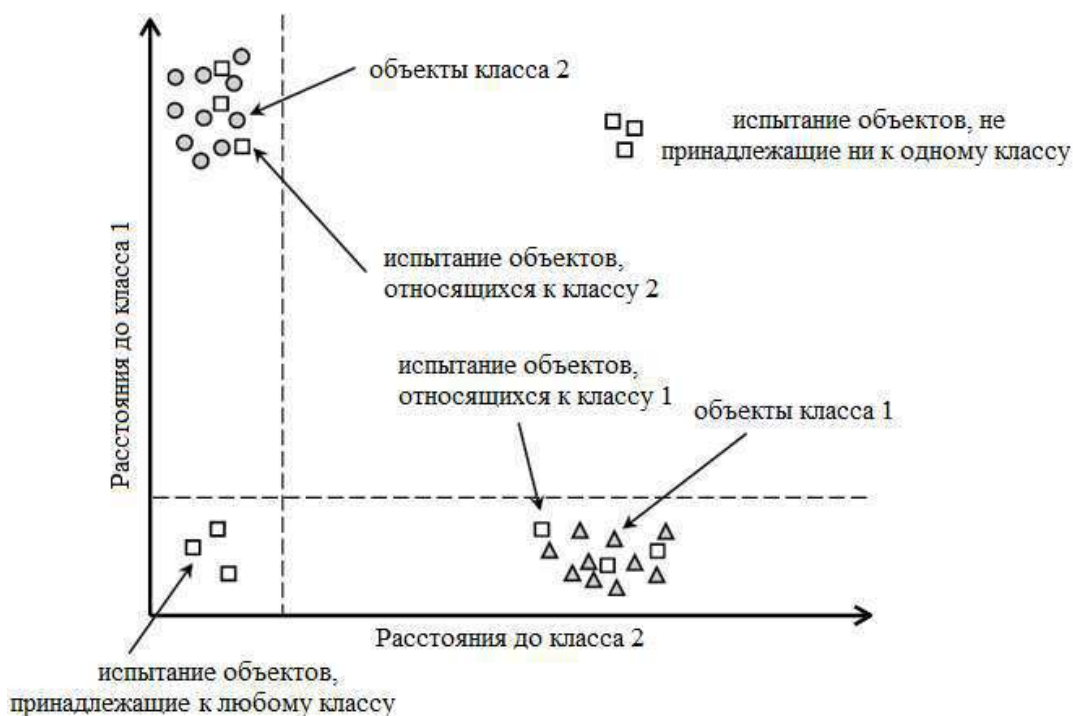 объекты класса 2
испытание объектов, не
принадлежащие ни к одному классу
Расстояния до класса 1
испытание объектов,
относящихся к классу 2
испытание объектов,
относящихся к классу 1
объекты класса 1
Расстояния до класса 2
испытание объектов,
принадлежащие к любому классу